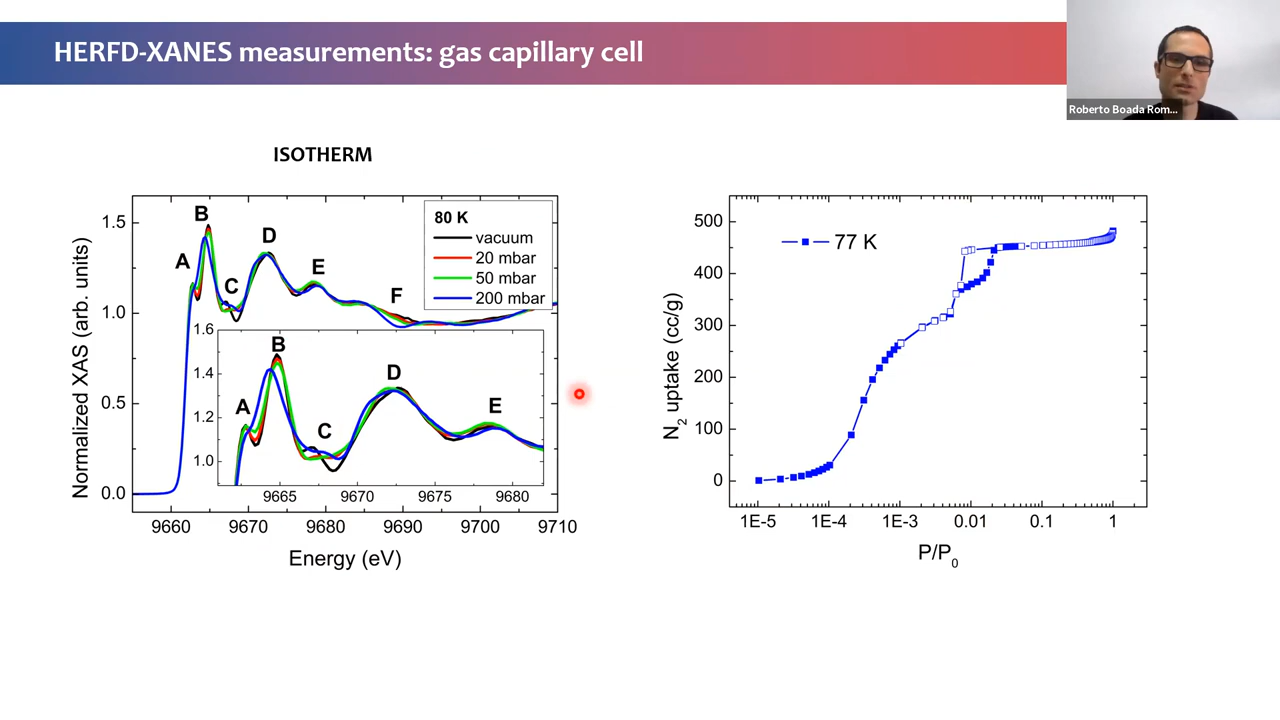 HERFD-XANES measurements: gas capillary cell
Roberto Boada Rom...
ISOTHERM
Normalized XAS (arb. units)
1.5
1.0
0.5
0.0
A
B
C
D
E
F
80 K
vacuum
20 mbar
50 mbar
200 mbar
1.6
1.4
1.2
1.0
A
B
C
D
E
9665
9670
9675
9680
9660
9670
9680
9690
9700
9710
Energy (eV)
N2 uptake (cc/g)
500
400
300
200
100
0
77 K
1E-5
1E-4
1E-3
0.01
0.1
1
P/P0